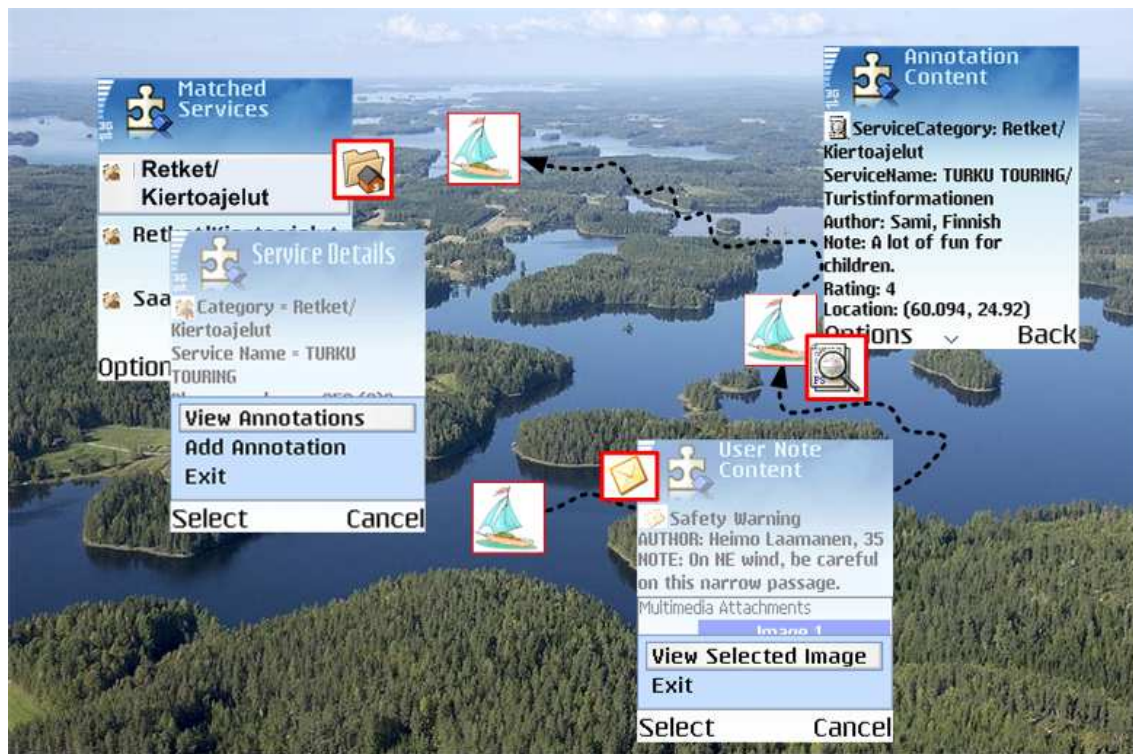 Matched
Services
Retket/
Kiertoajelut
Saa
Option
Service Details
Category = Retket/
Kiertoajelut
Service Name = TURKU
TOURING
View Annotations
Add Annotation
Exit
Select Cancel
Annotation
Content
ServiceCategory: Retket/
Kiertoajelut
ServiceName: TURKU TOURING/
Turistinformationen
Author: Sami, Finnish
Note: A lot of fun for
children.
Rating: 4
Location: (60.094, 24.92)
Options Back
User Note
Content
Safety Warning
AUTHOR: Heimo Laamanen, 35
NOTE: On NE wind, be careful
on this narrow passage.
Multimedia Attachments
Image 1
View Selected Image
Exit
Select Cancel